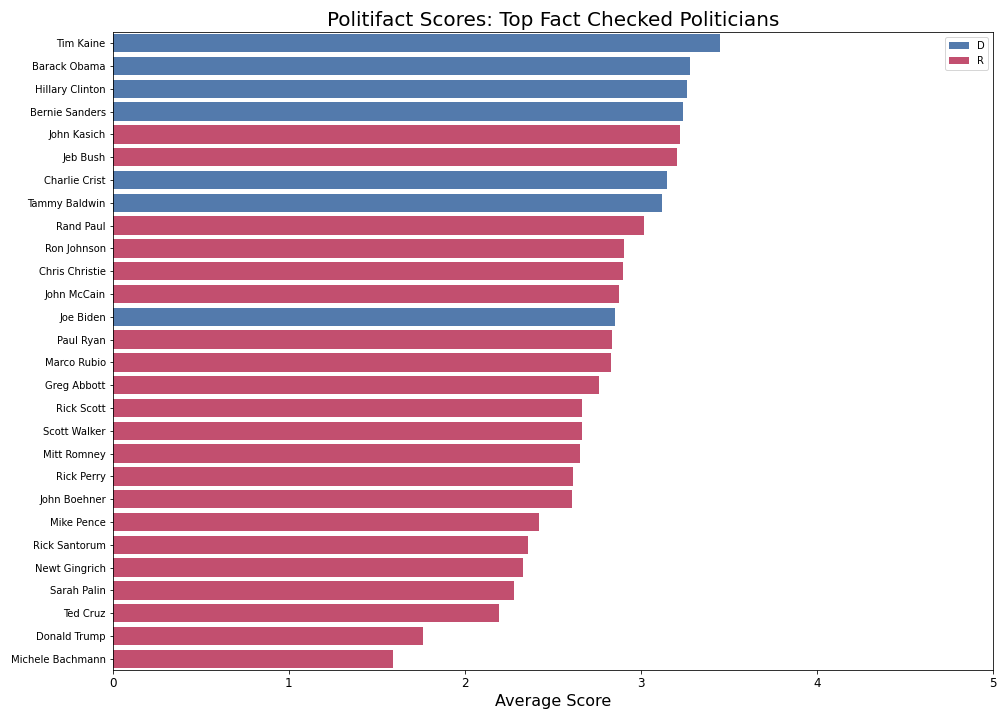 Politifact Scores: Top Fact Checked Politicians
D
R
Tim Kaine
Barack Obama
Hillary Clinton
Bernie Sanders
John Kasich
Jeb Bush
Charlie Crist
Tammy Baldwin
Rand Paul
Ron Johnson
Chris Christie
John McCain
Joe Biden
Paul Ryan
Marco Rubio
Greg Abbott
Rick Scott
Scott Walker
Mitt Romney
Rick Perry
John Boehner
Mike Pence
Rick Santorum
Newt Gingrich
Sarah Palin
Ted Cruz
Donald Trump
Michele Bachmann
0 1 2 3 4 5
Average Score